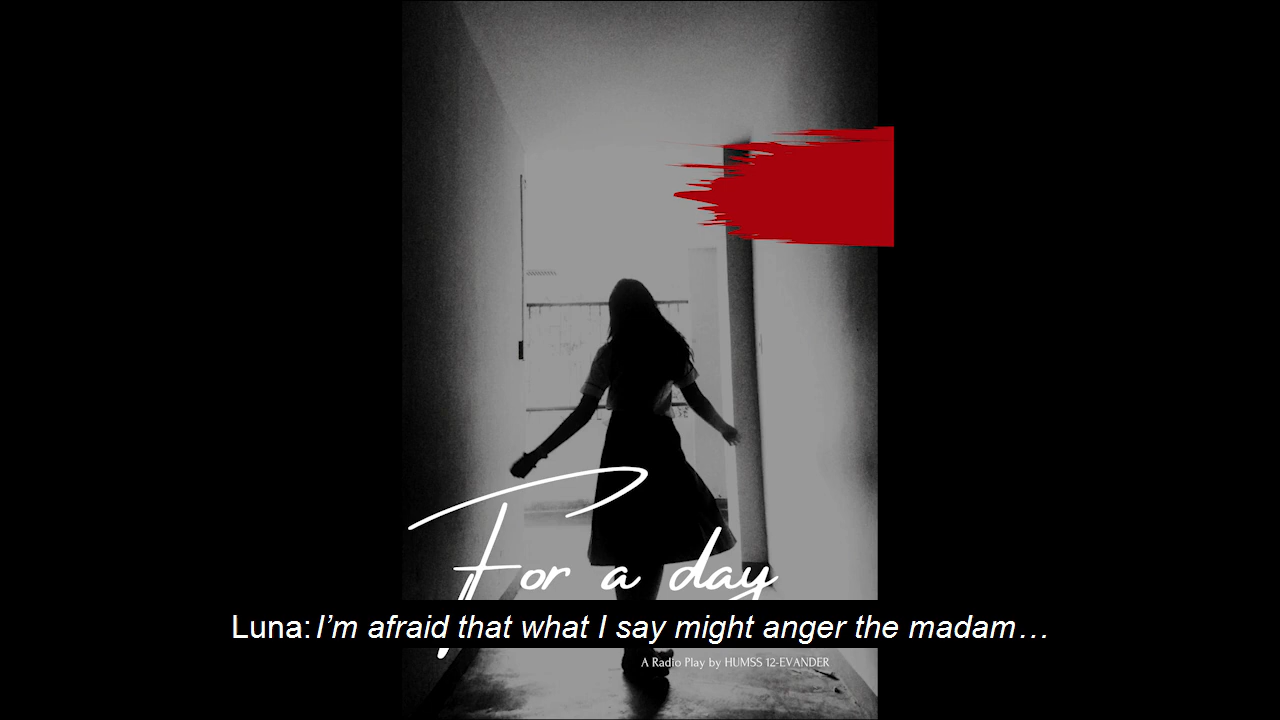 For a day
Luna: I’m afraid that what I say might anger the madam…
A Radio Play by HUMSS 12-EVANDER